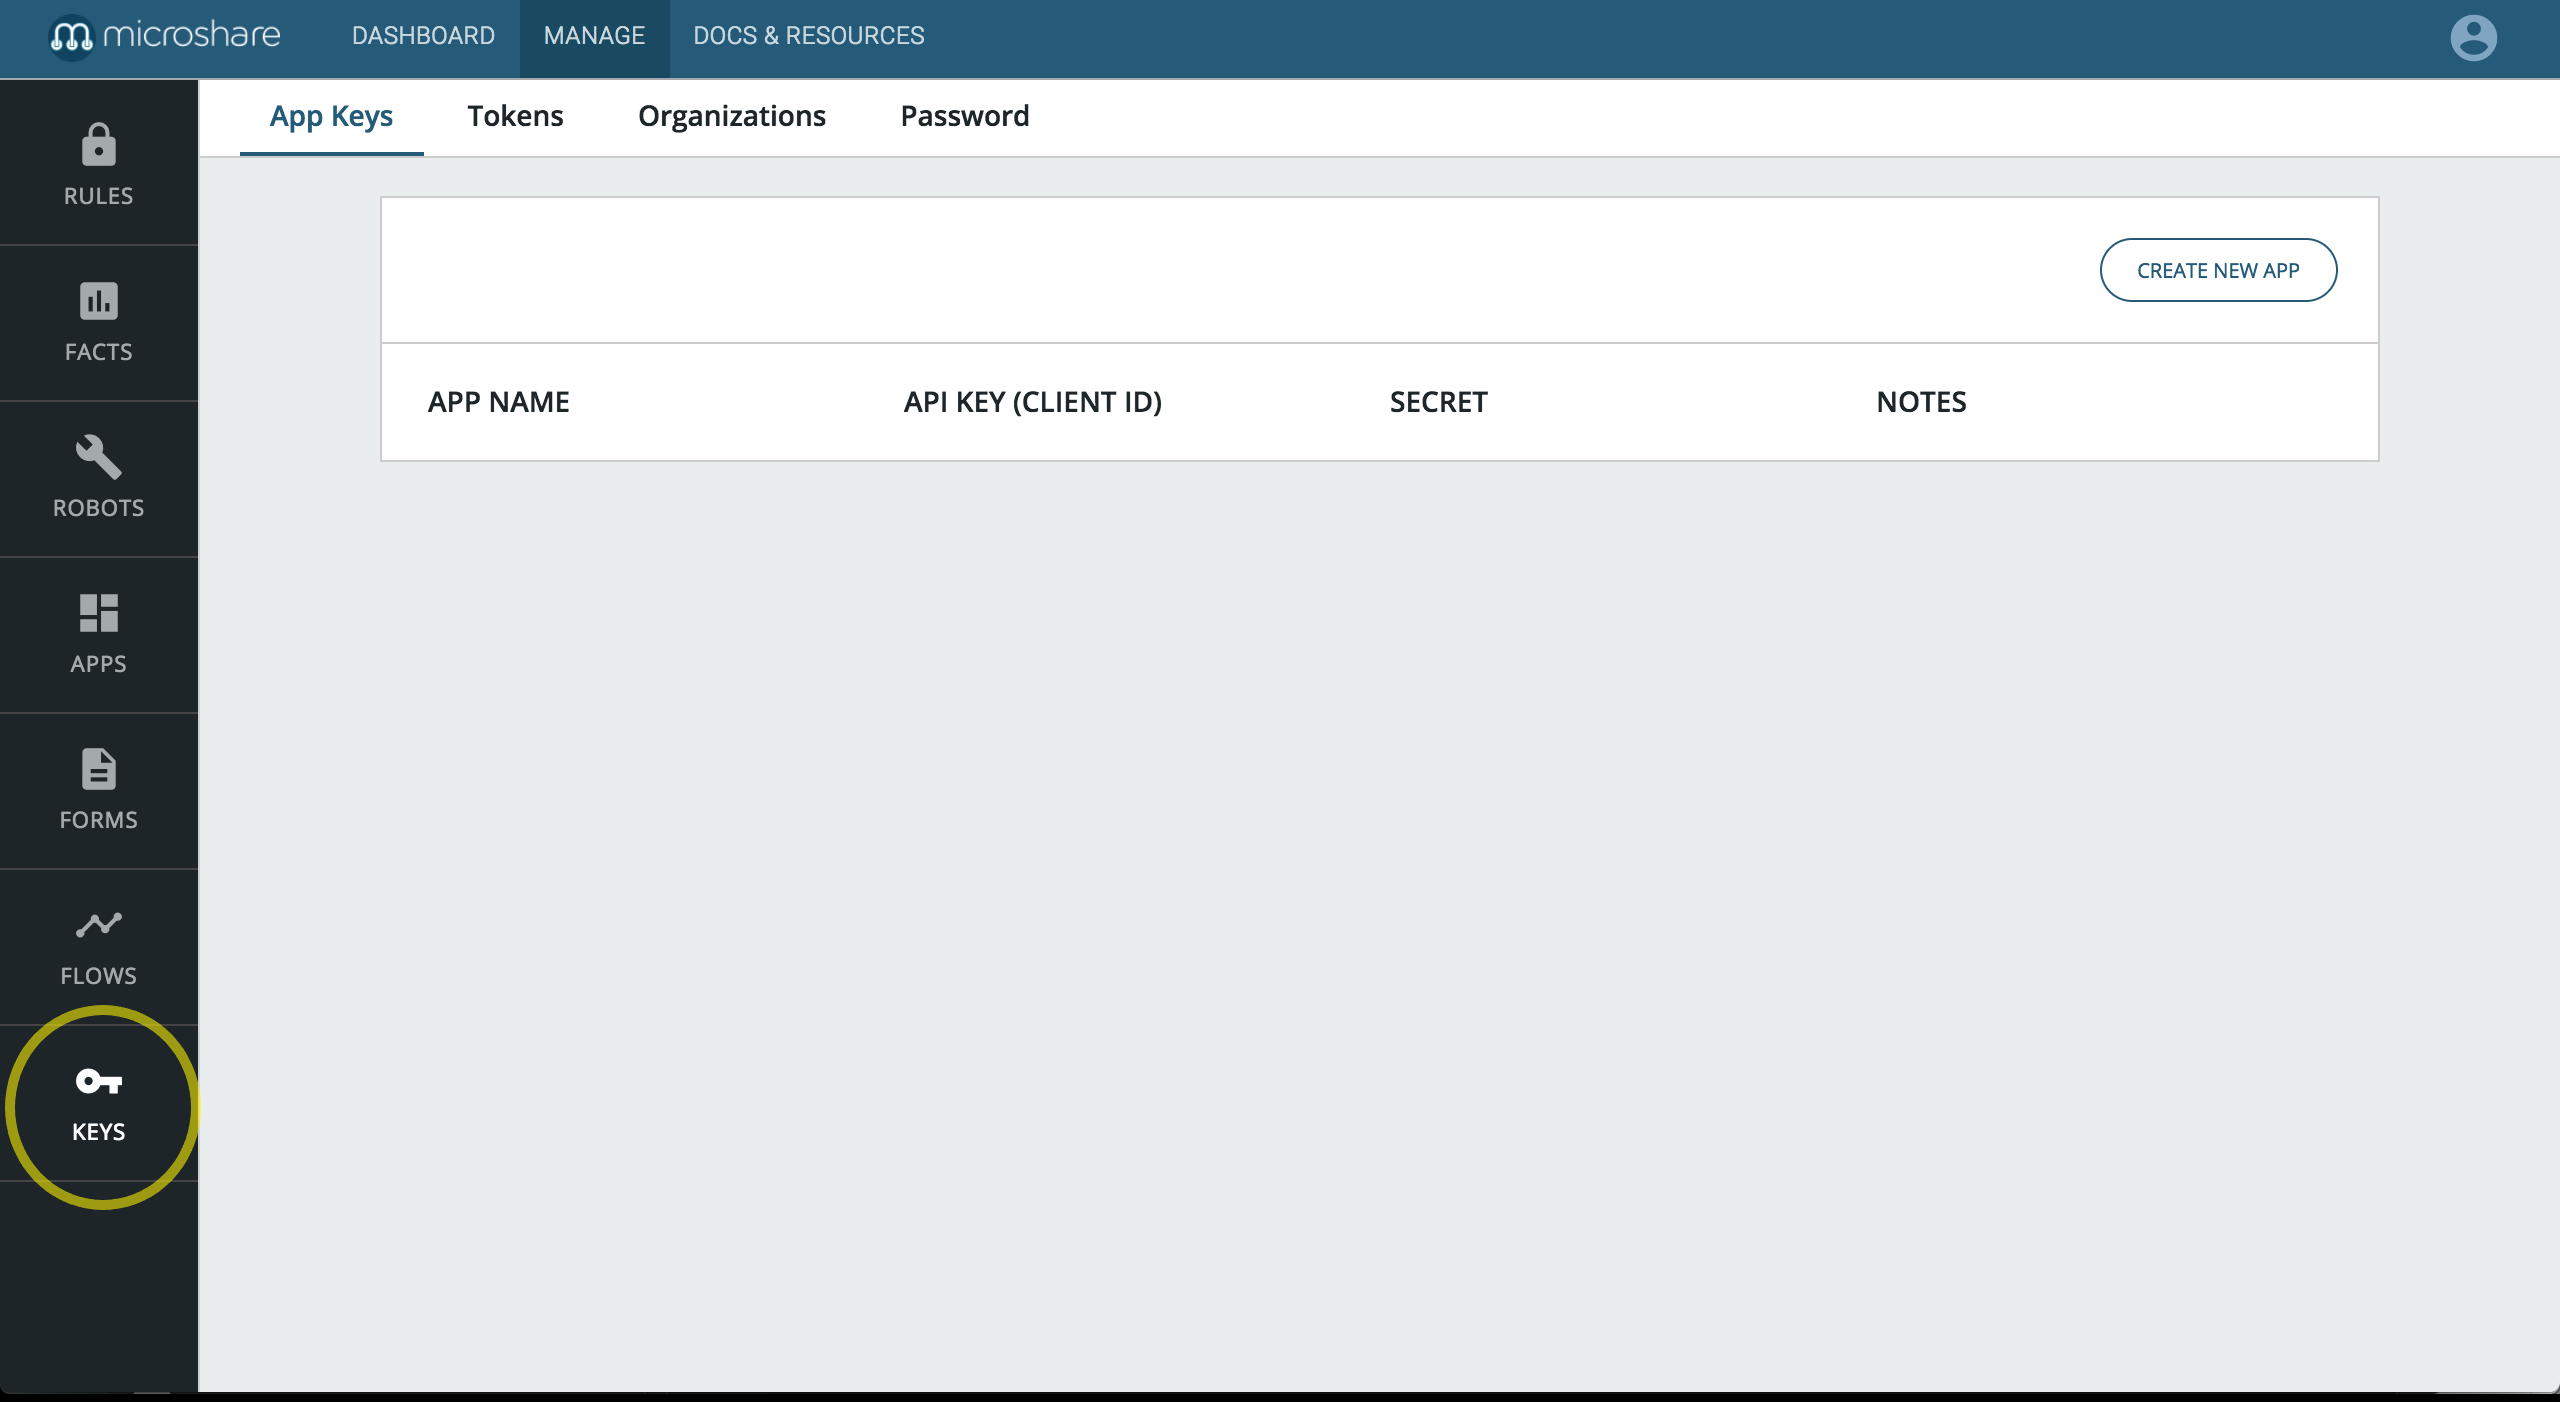 microshare DASHBOARD MANAGE DOCS & RESOURCES
App Keys Tokens Organizations Password
RULES
FACTS
ROBOTS
APPS
FORMS
FLOWS
KEYS
CREATE NEW APP
APP NAME API KEY (CLIENT ID) SECRET NOTES